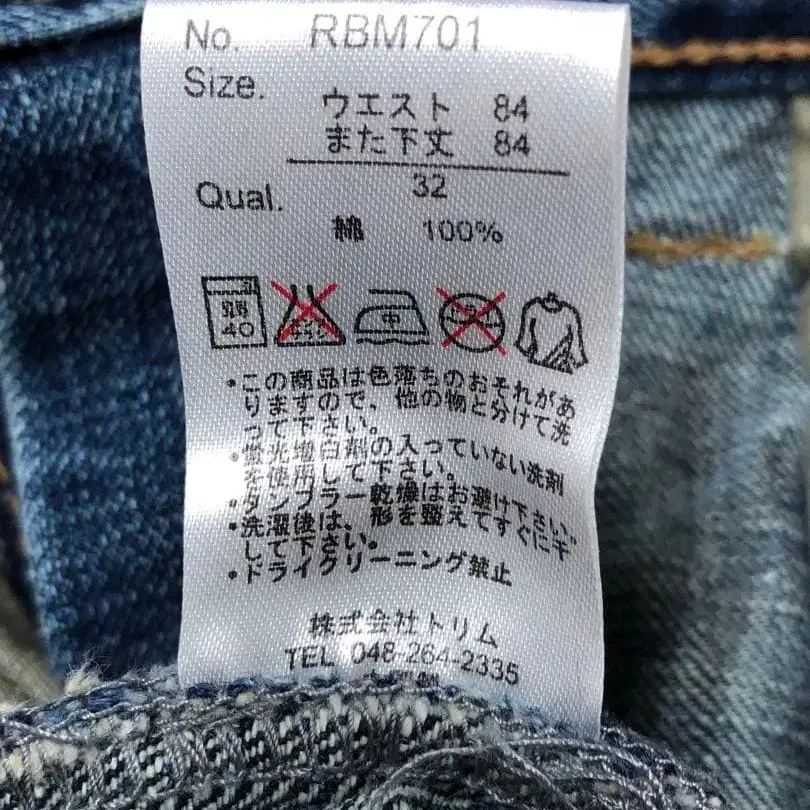 No. RBM701
Size.
ウエスト 84
また下丈 84
32
Qual.
綿 100%
40 中
・この商品は色落ちのおそれがあ
りますので、他の物と分けて洗
って下さい。
・蛍光増白剤の入っていない洗剤
を使用して下さい。
・タンブラー乾燥はお避け下さい。
・洗濯後は、形を整えてすぐに干
して下さい。
・ドライクリーニング禁止
株式会社トリム
TEL 048-264-2335